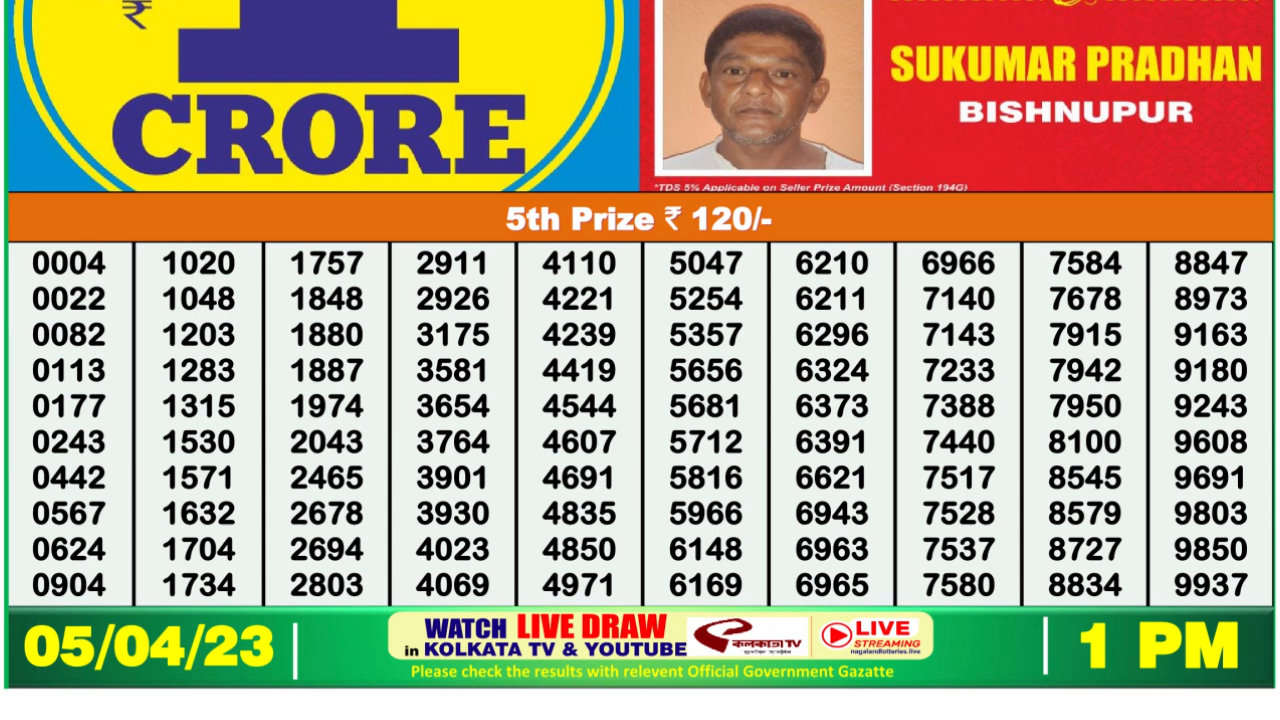 ₹ 1
CRORE
SUKUMAR PRADHAN
BISHNUPUR
*TDS 5% Applicable on Seller Prize Amount (Section 194G)
5th Prize ₹ 120/-
0004 1020 1757 2911 4110 5047 6210 6966 7584 8847
0022 1048 1848 2926 4221 5254 6211 7140 7678 8973
0082 1203 1880 3175 4239 5357 6296 7143 7915 9163
0113 1283 1887 3581 4419 5656 6324 7233 7942 9180
0177 1315 1974 3654 4544 5681 6373 7388 7950 9243
0243 1530 2043 3764 4607 5712 6391 7440 8100 9608
0442 1571 2465 3901 4691 5816 6621 7517 8545 9691
0567 1632 2678 3930 4835 5966 6943 7528 8579 9803
0624 1704 2694 4023 4850 6148 6963 7537 8727 9850
0904 1734 2803 4069 4971 6169 6965 7580 8834 9937
05/04/23
WATCH LIVE DRAW
in KOLKATA TV & YOUTUBE
কলকাতা TV
LIVE
STREAMING
nagalandlotteries.live
1 PM
Please check the results with relevent Official Government Gazatte